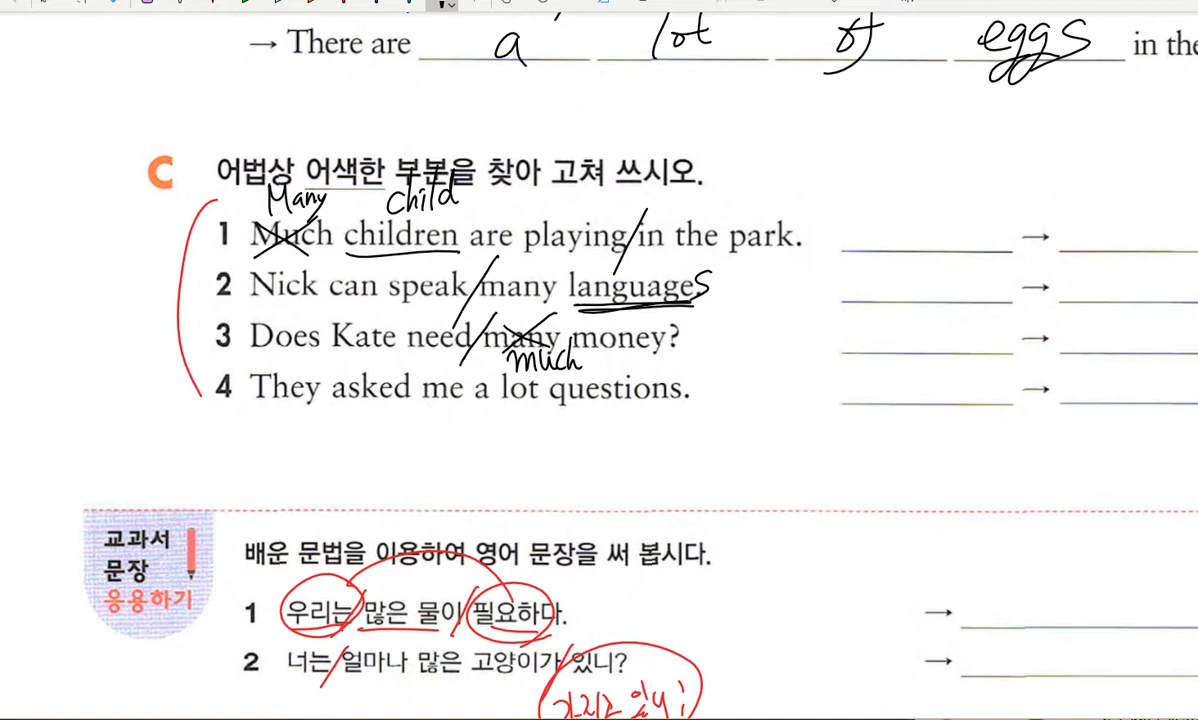 → There are a lot of eggs in the
C 어법상 어색한 부분을 찾아 고쳐 쓰시오.
Many child
1 Much children are playing in the park. →
2 Nick can speak many languages →
3 Does Kate need many money? →
much
4 They asked me a lot questions. →
교과서
문장
응용하기
배운 문법을 이용하여 영어 문장을 써 봅시다.
1 우리는 많은 물이 필요하다. →
2 너는 얼마나 많은 고양이가 있니? →
가지고 있니